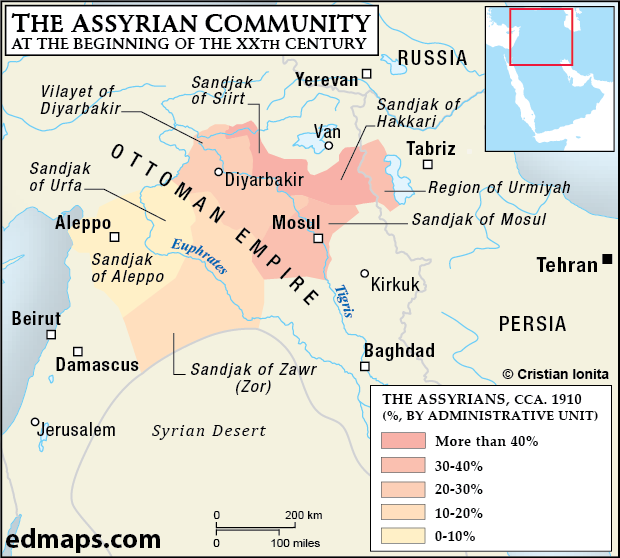 THE ASSYRIAN COMMUNITY
AT THE BEGINNING OF THE XXTH CENTURY
RUSSIA
Yerevan
Sandjak
of Siirt
Vilayet of
Diyarbakir
Sandjak of
Hakkari
Van
Tabriz
Sandjak
of Urfa
Diyarbakir
Region of Urmiyah
OTTOMAN EMPIRE
Aleppo
Mosul
Sandjak of Mosul
Sandjak
of Aleppo
Euphrates
Tehran
Kirkuk
Tigris
Beirut
PERSIA
Baghdad
Damascus
Sandjak of Zawr
(Zor)
© Cristian Ionita
Jerusalem
Syrian Desert
THE ASSYRIANS, CCA. 1910
(%, BY ADMINISTRATIVE UNIT)
More than 40%
30-40%
20-30%
10-20%
0-10%
0 200 km
0 100 miles
edmaps.com